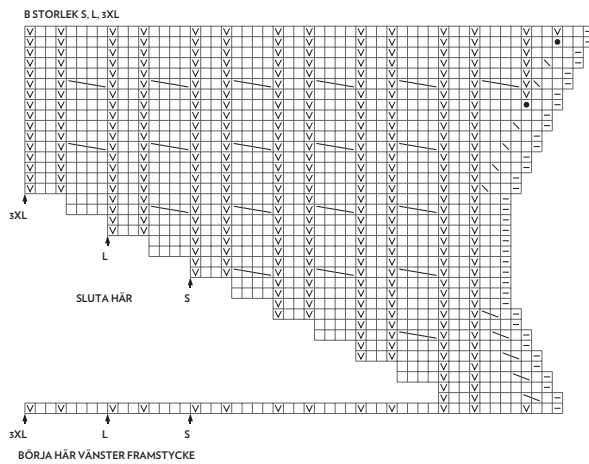 B STORLEK S, L, 3XL
3XL
L
SLUTA HÄR
S
3XL
L
S
BÖRJA HÄR VÄNSTER FRAMSTYCKE